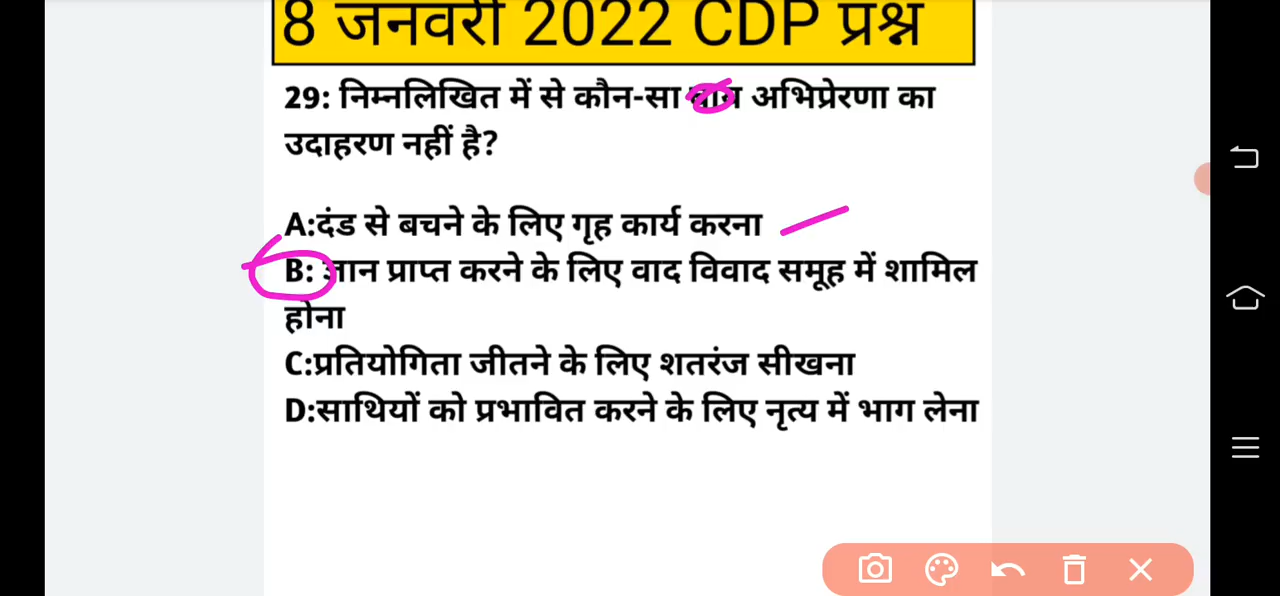 8 जनवरी 2022 CDP प्रश्न
29: निम्नलिखित में से कौन-सा अभिप्रेरणा का
उदाहरण नहीं है?
A:दंड से बचने के लिए गृह कार्य करना
B: ज्ञान प्राप्त करने के लिए वाद विवाद समूह में शामिल
होना
C:प्रतियोगिता जीतने के लिए शतरंज सीखना
D:साथियों को प्रभावित करने के लिए नृत्य में भाग लेना